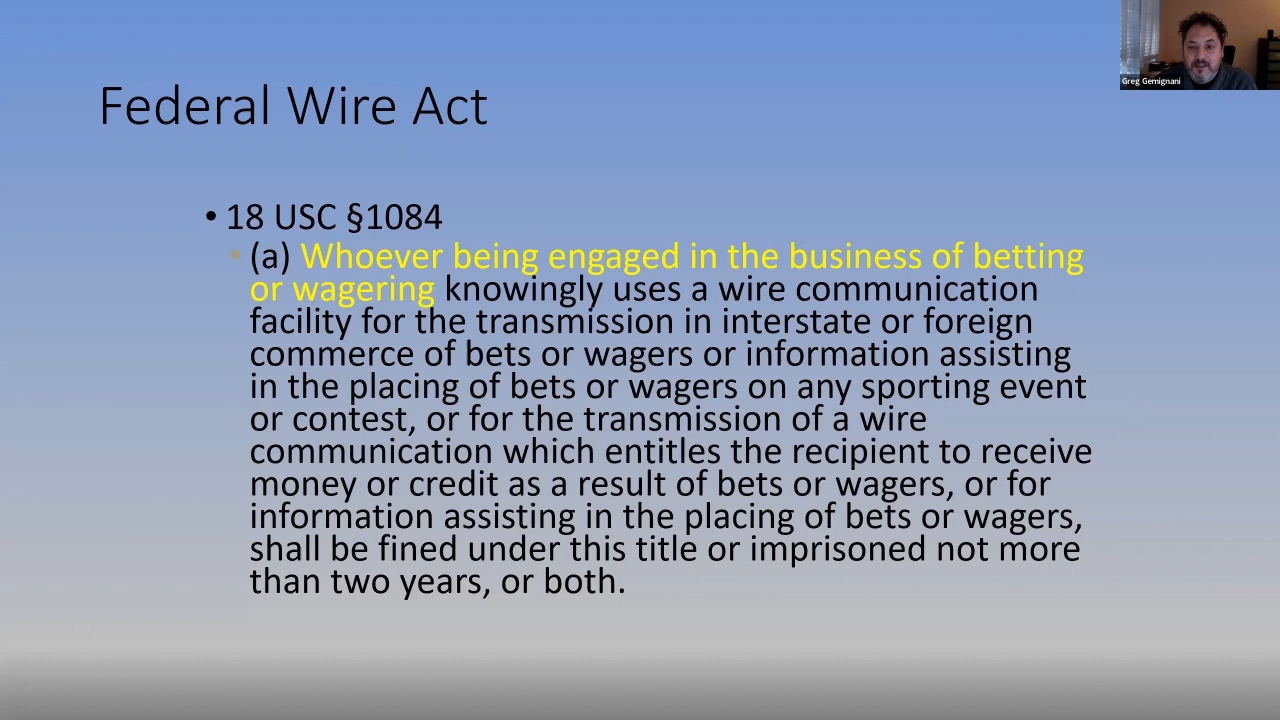 Greg Gemignani
Federal Wire Act
• 18 USC §1084
• (a) Whoever being engaged in the business of betting
or wagering knowingly uses a wire communication
facility for the transmission in interstate or foreign
commerce of bets or wagers or information assisting
in the placing of bets or wagers on any sporting event
or contest, or for the transmission of a wire
communication which entitles the recipient to receive
money or credit as a result of bets or wagers, or for
information assisting in the placing of bets or wagers,
shall be fined under this title or imprisoned not more
than two years, or both.